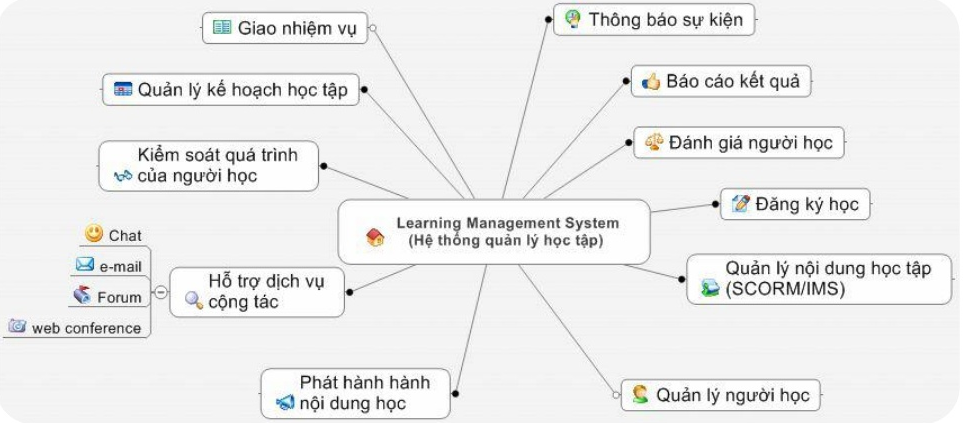 Giao nhiệm vụ
Thông báo sự kiện
Quản lý kế hoạch học tập
Báo cáo kết quả
Kiểm soát quá trình
của người học
Đánh giá người học
Đăng ký học
Learning Management System
(Hệ thống quản lý học tập)
Chat
e-mail
Forum
web conference
Hỗ trợ dịch vụ
cộng tác
Quản lý nội dung học tập
(SCORM/IMS)
Phát hành hành
nội dung học
Quản lý người học